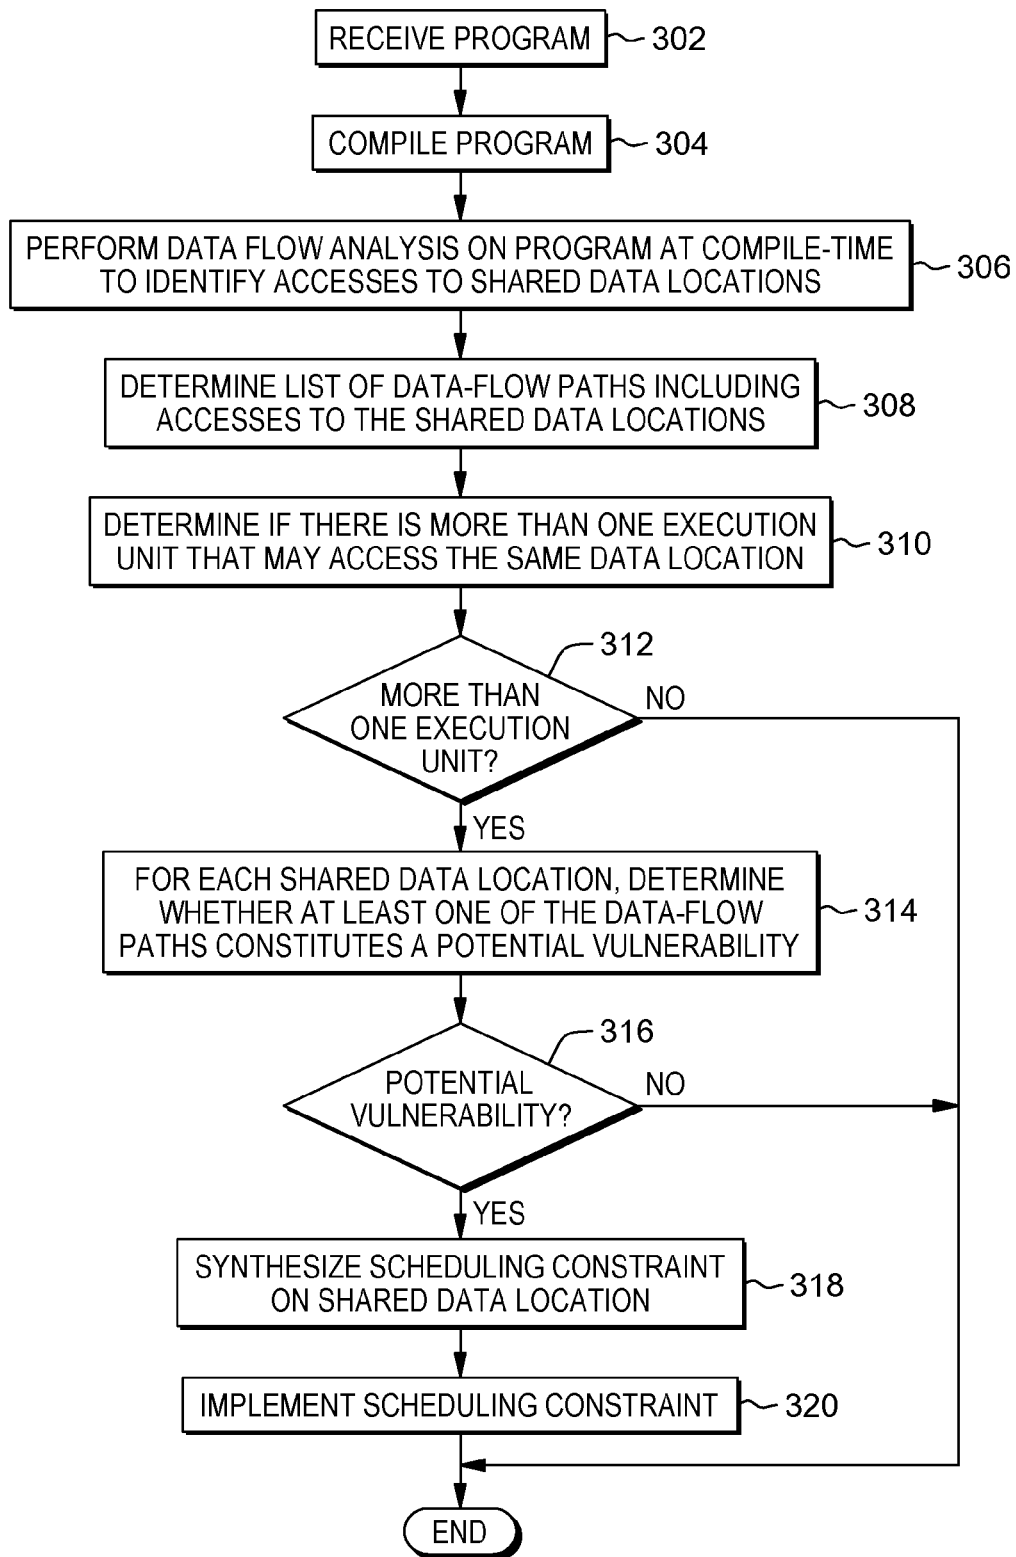 RECEIVE PROGRAM
302
COMPILE PROGRAM
304
PERFORM DATA FLOW ANALYSIS ON PROGRAM AT COMPILE-TIME
TO IDENTIFY ACCESSES TO SHARED DATA LOCATIONS
306
DETERMINE LIST OF DATA-FLOW PATHS INCLUDING
ACCESSES TO THE SHARED DATA LOCATIONS
308
DETERMINE IF THERE IS MORE THAN ONE EXECUTION
UNIT THAT MAY ACCESS THE SAME DATA LOCATION
310
312
MORE THAN
ONE EXECUTION
UNIT?
NO
YES
FOR EACH SHARED DATA LOCATION, DETERMINE
WHETHER AT LEAST ONE OF THE DATA-FLOW
PATHS CONSTITUTES A POTENTIAL VULNERABILITY
314
316
POTENTIAL
VULNERABILITY?
NO
YES
SYNTHESIZE SCHEDULING CONSTRAINT
ON SHARED DATA LOCATION
318
IMPLEMENT SCHEDULING CONSTRAINT
320
END